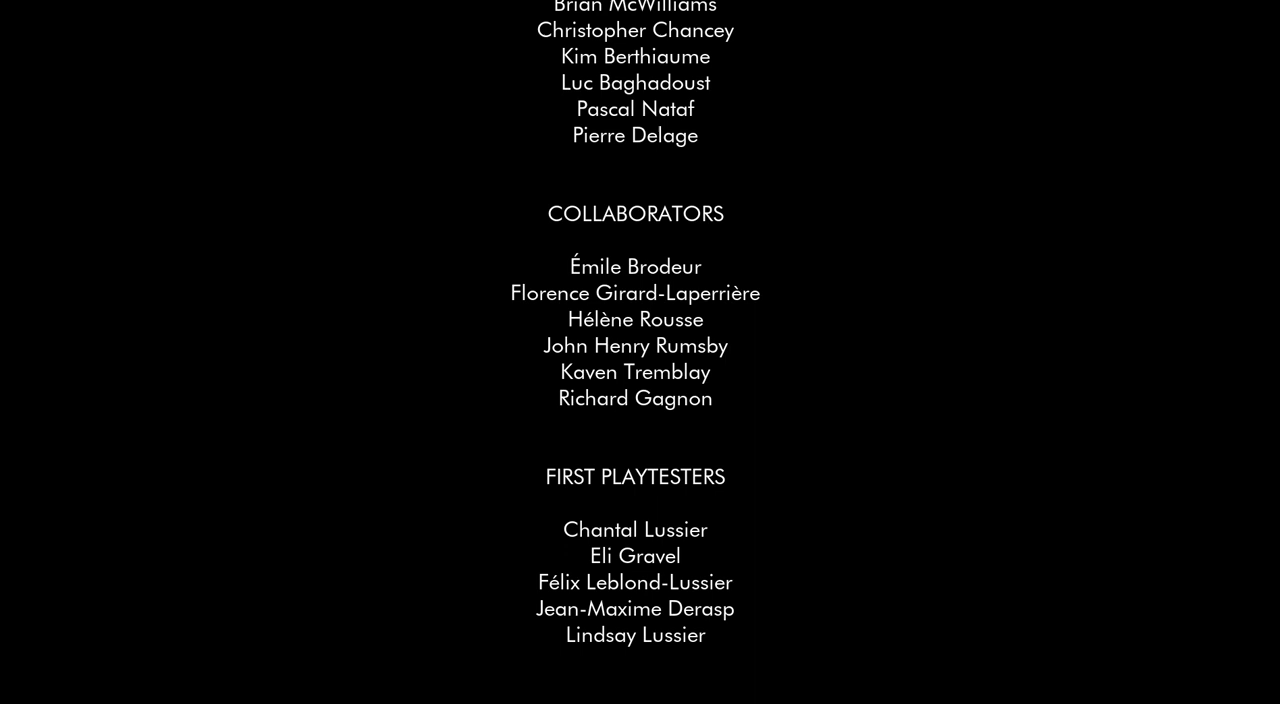 Brian McWilliams
Christopher Chancey
Kim Berthiaume
Luc Baghadoust
Pascal Nataf
Pierre Delage
COLLABORATORS
Émile Brodeur
Florence Girard-Laperrière
Hélène Rousse
John Henry Rumsby
Kaven Tremblay
Richard Gagnon
FIRST PLAYTESTERS
Chantal Lussier
Eli Gravel
Félix Leblond-Lussier
Jean-Maxime Derasp
Lindsay Lussier